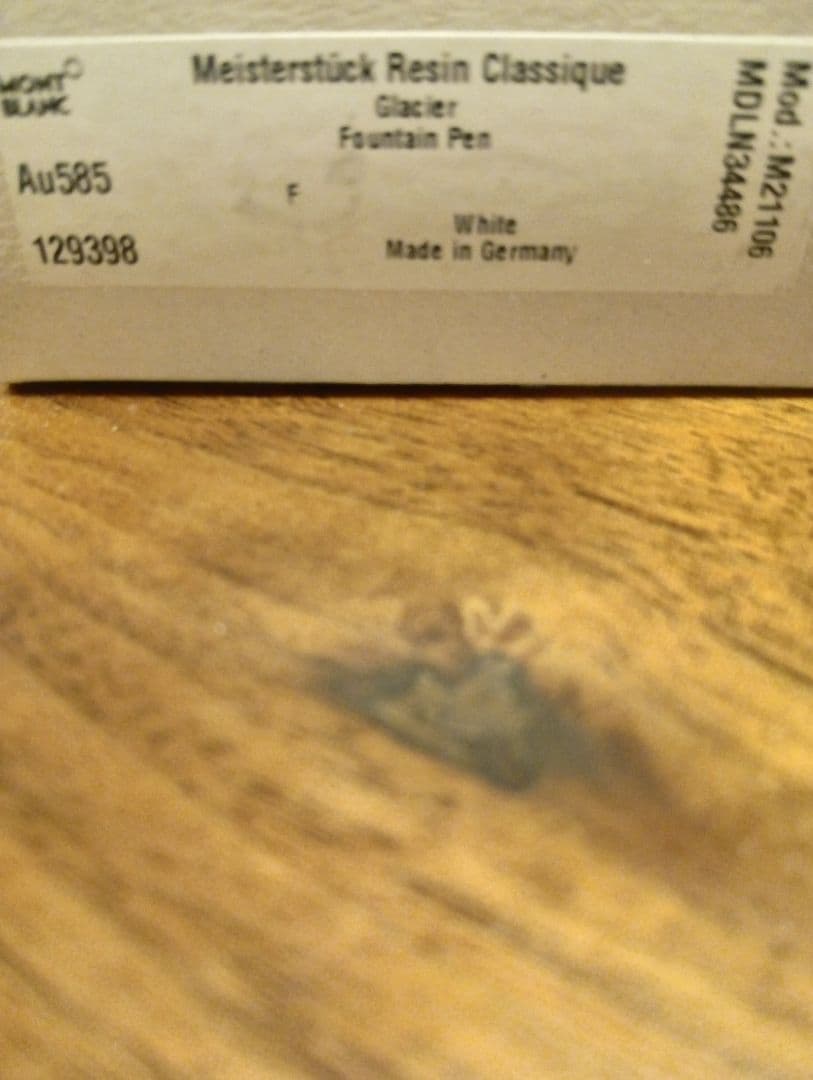 MONT
BLANC
Meisterstück Resin Classique
Glacier
Fountain Pen
Au585
F
White
129398
Made in Germany
Mod.: M21106
MDLN34486